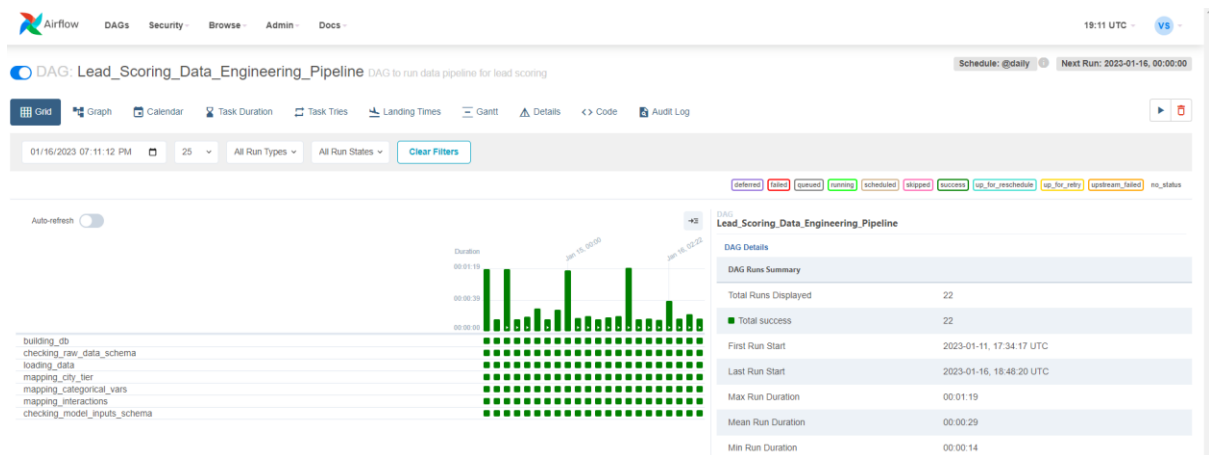 Airflow DAGs Security Browse Admin Docs 19:11 UTC VS
DAG: Lead_Scoring_Data_Engineering_Pipeline DAG to run data pipeline for lead scoring Schedule: @daily Next Run: 2023-01-16, 00:00:00
Grid Graph Calendar Task Duration Task Tries Landing Times Gantt Details <> Code Audit Log
01/16/2023 07:11:12 PM 25 All Run Types All Run States Clear Filters
deferred failed queued running scheduled skipped success up_for_reschedule up_for_retry upstream_failed no_status
Auto-refresh
Duration
Jan 15, 00:00
Jan 16, 02:22
00:01:19
00:00:39
00:00:00
building_db
checking_raw_data_schema
loading_data
mapping_city_tier
mapping_categorical_vars
mapping_interactions
checking_model_inputs_schema
DAG
Lead_Scoring_Data_Engineering_Pipeline
DAG Details
DAG Runs Summary
Total Runs Displayed 22
Total success 22
First Run Start 2023-01-11, 17:34:17 UTC
Last Run Start 2023-01-16, 18:48:20 UTC
Max Run Duration 00:01:19
Mean Run Duration 00:00:29
Min Run Duration 00:00:14